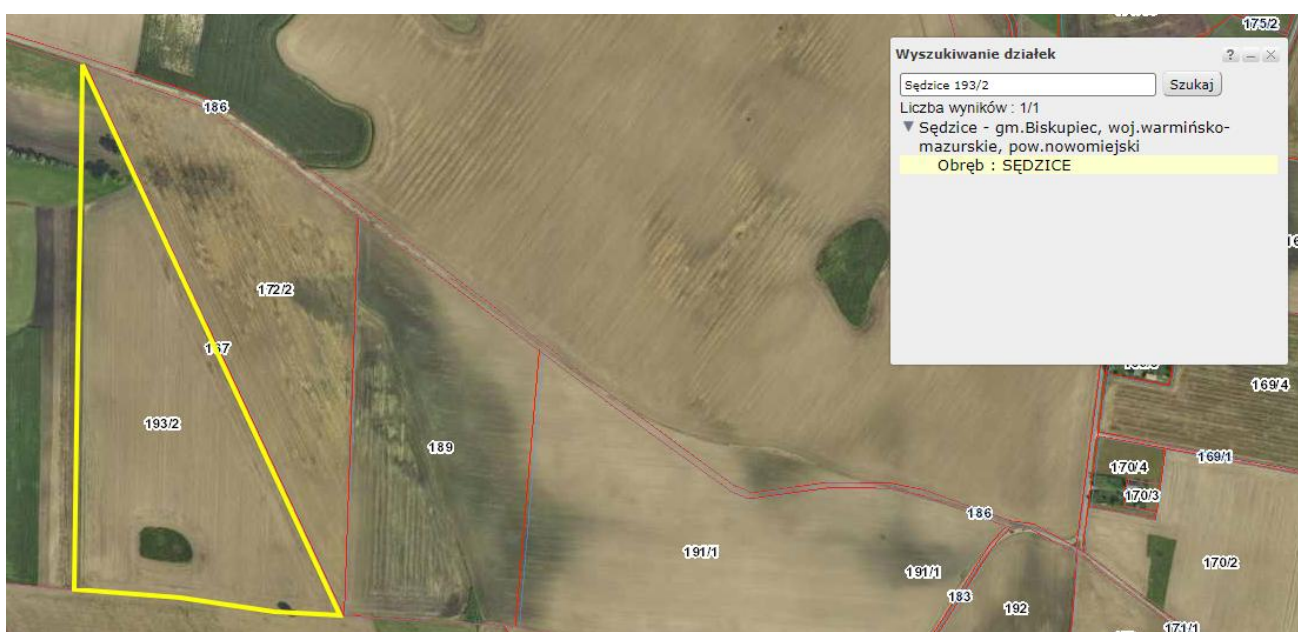 175/2
Wyszukiwanie działek
? – ×
Sędzice 193/2
Szukaj
Liczba wyników : 1/1
Sędzice - gm.Biskupiec, woj.warmińsko-
mazurskie, pow.nowomiejski
Obręb : SĘDZICE
186
172/2
167
193/2
189
169/4
169/1
170/4
170/3
186
191/1
191/1
170/2
183
192
171/1